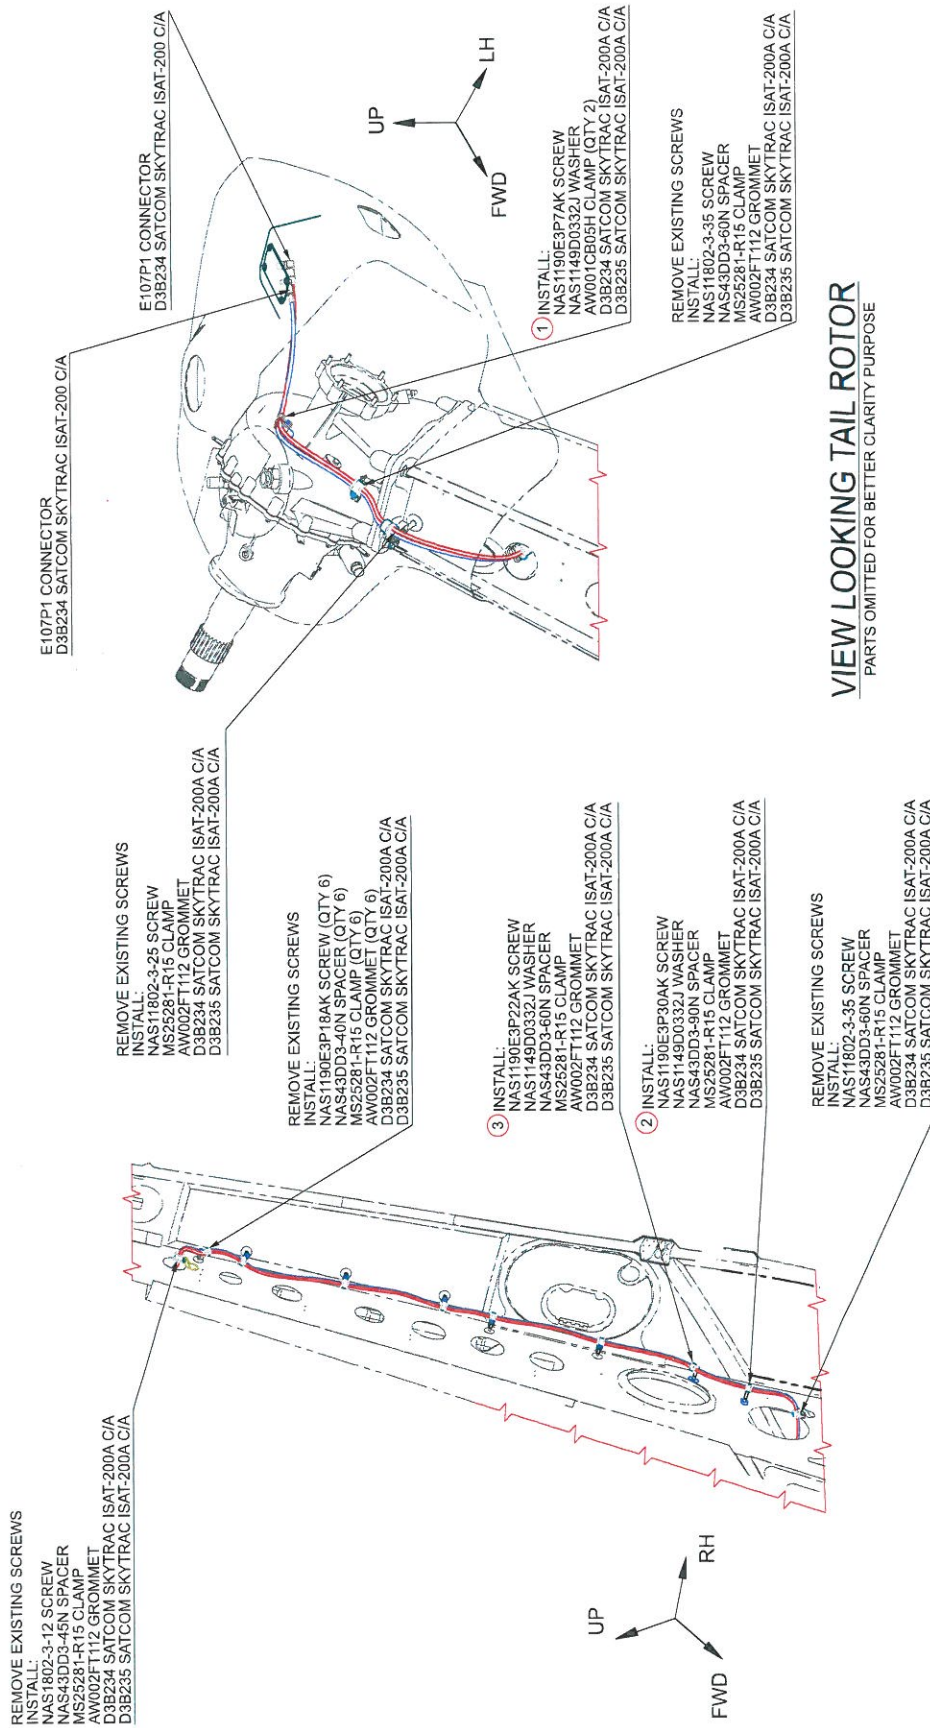 REMOVE EXISTING SCREWS
INSTALL:
NAS1802-3-12 SCREW
NAS43DD3-45N SPACER
MS25281-R15 CLAMP
AW002FT112 GROMMET
D3B234 SATCOM SKYTRAC ISAT-200A C/A
D3B235 SATCOM SKYTRAC ISAT-200A C/A
REMOVE EXISTING SCREWS
INSTALL:
NAS11802-3-25 SCREW
MS25281-R15 CLAMP
AW002FT112 GROMMET
D3B234 SATCOM SKYTRAC ISAT-200A C/A
D3B235 SATCOM SKYTRAC ISAT-200A C/A
E107P1 CONNECTOR
D3B234 SATCOM SKYTRAC ISAT-200 C/A
E107P1 CONNECTOR
D3B234 SATCOM SKYTRAC ISAT-200 C/A
REMOVE EXISTING SCREWS
INSTALL:
NAS1190E3P18AK SCREW (QTY 6)
NAS43DD3-40N SPACER (QTY 6)
MS25281-R15 CLAMP (QTY 6)
AW002FT112 GROMMET (QTY 6)
D3B234 SATCOM SKYTRAC ISAT-200A C/A
D3B235 SATCOM SKYTRAC ISAT-200A C/A
UP
LH
FWD
3 INSTALL:
NAS1190E3P22AK SCREW
NAS1149D0332J WASHER
NAS43DD3-60N SPACER
MS25281-R15 CLAMP
AW002FT112 GROMMET
D3B234 SATCOM SKYTRAC ISAT-200A C/A
D3B235 SATCOM SKYTRAC ISAT-200A C/A
1 INSTALL:
NAS1190E3P7AK SCREW
NAS1149D0332J WASHER
AW001CB05H CLAMP (QTY 2)
D3B234 SATCOM SKYTRAC ISAT-200A C/A
D3B235 SATCOM SKYTRAC ISAT-200A C/A
2 INSTALL:
NAS1190E3P30AK SCREW
NAS1149D0332J WASHER
NAS43DD3-90N SPACER
MS25281-R15 CLAMP
AW002FT112 GROMMET
D3B234 SATCOM SKYTRAC ISAT-200A C/A
D3B235 SATCOM SKYTRAC ISAT-200A C/A
REMOVE EXISTING SCREWS
INSTALL:
NAS11802-3-35 SCREW
NAS43DD3-60N SPACER
MS25281-R15 CLAMP
AW002FT112 GROMMET
D3B234 SATCOM SKYTRAC ISAT-200A C/A
D3B235 SATCOM SKYTRAC ISAT-200A C/A
UP
RH
FWD
REMOVE EXISTING SCREWS
INSTALL:
NAS11802-3-35 SCREW
NAS43DD3-60N SPACER
MS25281-R15 CLAMP
AW002FT112 GROMMET
D3B234 SATCOM SKYTRAC ISAT-200A C/A
D3B235 SATCOM SKYTRAC ISAT-200A C/A
VIEW LOOKING TAIL ROTOR
PARTS OMITTED FOR BETTER CLARITY PURPOSE